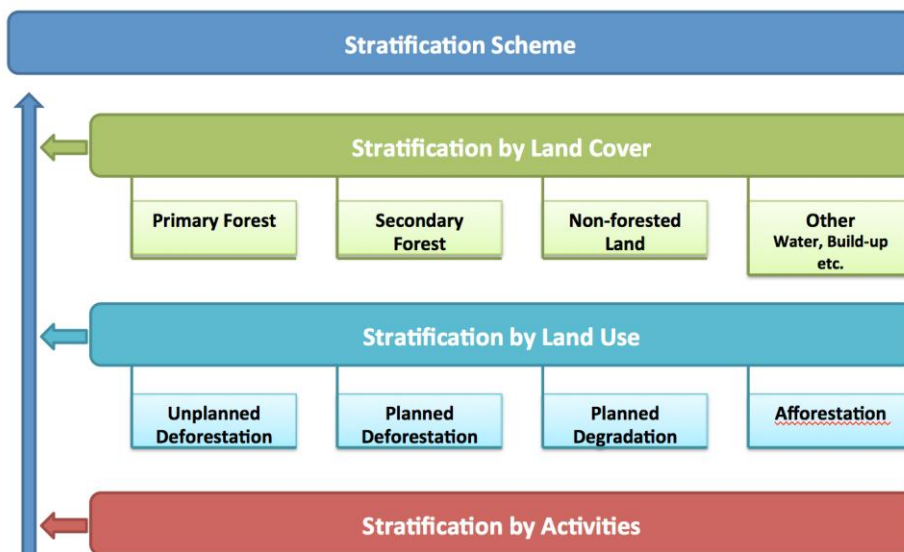 Stratification Scheme
Stratification by Land Cover
Primary Forest
Secondary
Forest
Non-forested
Land
Other
Water, Build-up
etc.
Stratification by Land Use
Unplanned
Deforestation
Planned
Deforestation
Planned
Degradation
Afforestation
Stratification by Activities